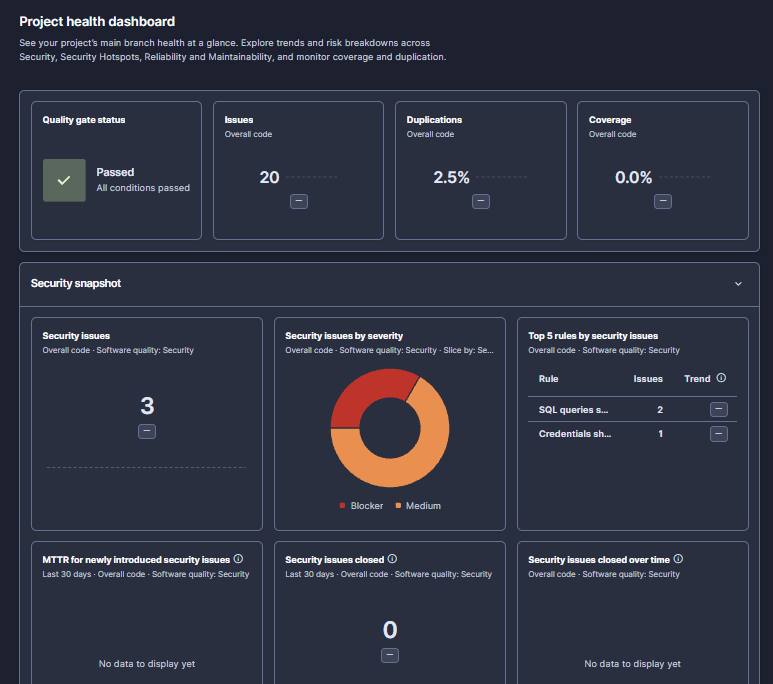 Project health dashboard
See your project's main branch health at a glance. Explore trends and risk breakdowns across
Security, Security Hotspots, Reliability and Maintainability, and monitor coverage and duplication.
Quality gate status
Passed
All conditions passed
Issues
Overall code
20
Duplications
Overall code
2.5%
Coverage
Overall code
0.0%
Security snapshot
Security issues
Overall code · Software quality: Security
3
Security issues by severity
Overall code · Software quality: Security · Slice by: Se...
Blocker
Medium
Top 5 rules by security issues
Overall code · Software quality: Security
Rule Issues Trend
SQL queries s... 2
Credentials sh... 1
MTTR for newly introduced security issues
Last 30 days · Overall code · Software quality: Security
No data to display yet
Security issues closed
Last 30 days · Overall code · Software quality: Security
0
Security issues closed over time
Overall code · Software quality: Security
No data to display yet